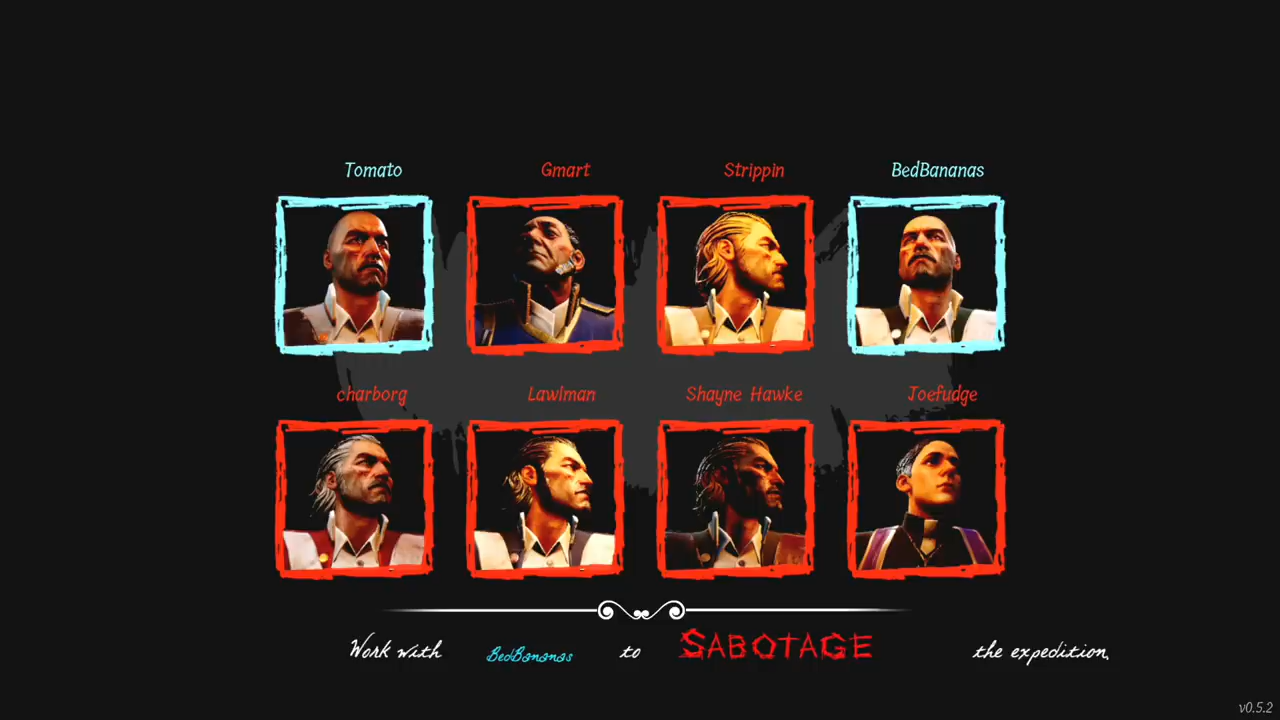 Tomato Gmart Strippin BedBananas
charborg Lawlman Shayne Hawke Joefudge
Work with BedBananas to SABOTAGE the expedition.
v0.5.2